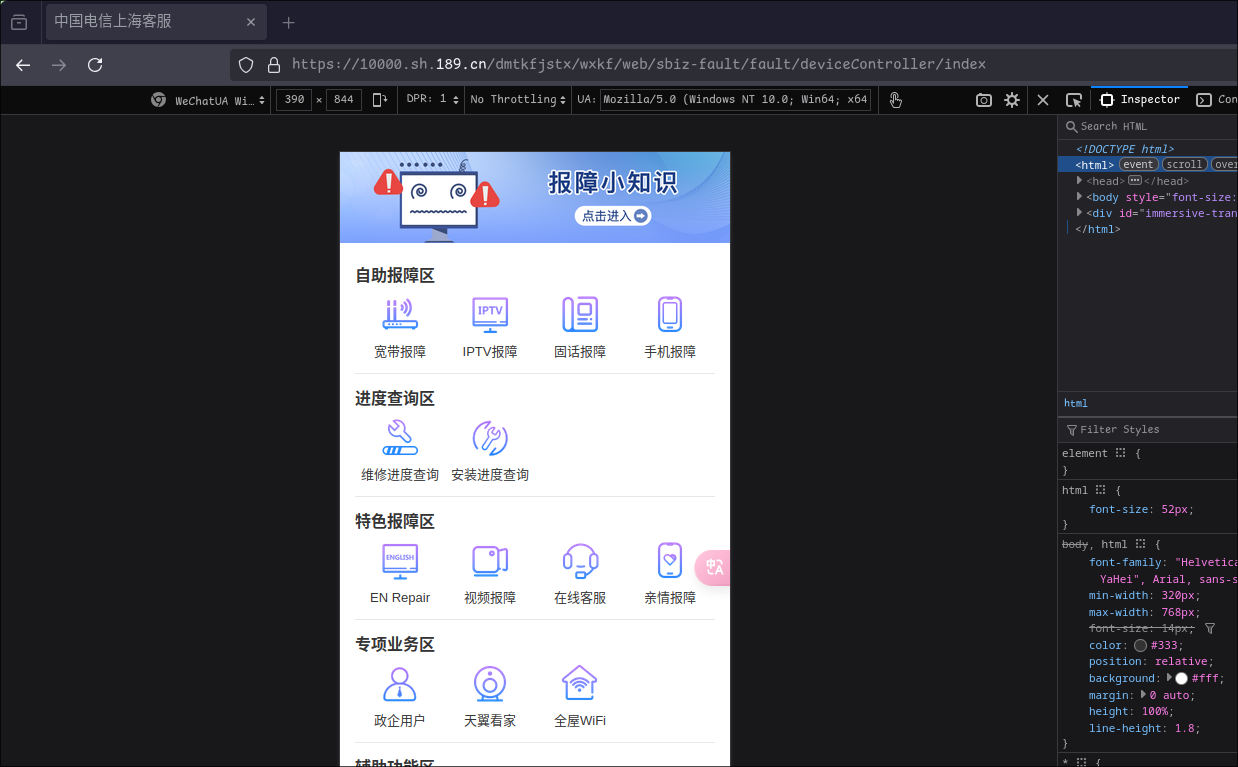 中国电信上海客服
https://10000.sh.189.cn/dmtkfjstx/wxkf/web/sbiz-fault/fault/deviceController/index
WeChatUA Wi… 390 × 844 DPR: 1 No Throttling UA: Mozilla/5.0 (Windows NT 10.0; Win64; x64 Inspector Con
Search HTML
<!DOCTYPE html>
<html> event scroll over
<head> ••• </head>
<body style="font-size:
<div id="immersive-tran
</html>
html
Filter Styles
element {
}
html {
font-size: 52px;
}
body, html {
font-family: "Helvetica
YaHei", Arial, sans-s
min-width: 320px;
max-width: 768px;
font-size: 14px;
color: #333;
position: relative;
background: #fff;
margin: 0 auto;
height: 100%;
line-height: 1.8;
}
* {
报障小知识
点击进入
自助报障区
IPTV
宽带报障 IPTV报障 固话报障 手机报障
进度查询区
维修进度查询 安装进度查询
特色报障区
ENGLISH
EN Repair 视频报障 在线客服 亲情报障
专项业务区
政企用户 天翼看家 全屋WiFi
辅助功能区